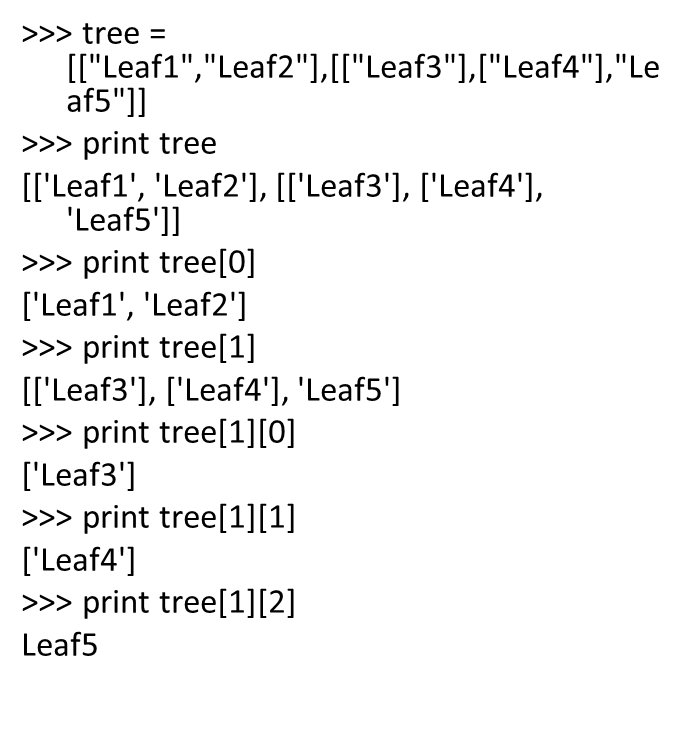 >>> tree =
[["Leaf1","Leaf2"],[["Leaf3"],["Leaf4"],"Le
af5"]]
>>> print tree
[['Leaf1', 'Leaf2'], [['Leaf3'], ['Leaf4'],
'Leaf5']]
>>> print tree[0]
['Leaf1', 'Leaf2']
>>> print tree[1]
[['Leaf3'], ['Leaf4'], 'Leaf5']
>>> print tree[1][0]
['Leaf3']
>>> print tree[1][1]
['Leaf4']
>>> print tree[1][2]
Leaf5